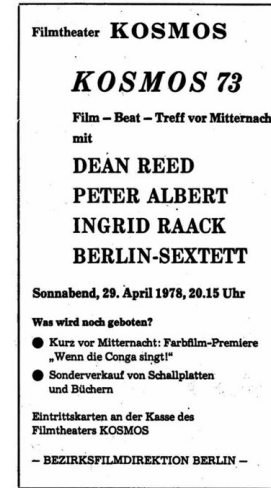 Filmtheater KOSMOS
KOSMOS 73
Film – Beat – Treff vor Mitternach
mit
DEAN REED
PETER ALBERT
INGRID RAACK
BERLIN-SEXTETT
Sonnabend, 29. April 1978, 20.15 Uhr
Was wird noch geboten?
● Kurz vor Mitternacht: Farbfilm-Premiere
„Wenn die Conga singt!“
● Sonderverkauf von Schallplatten
und Büchern
Eintrittskarten an der Kasse des
Filmtheaters KOSMOS
– BEZIRKSFILMDIREKTION BERLIN –